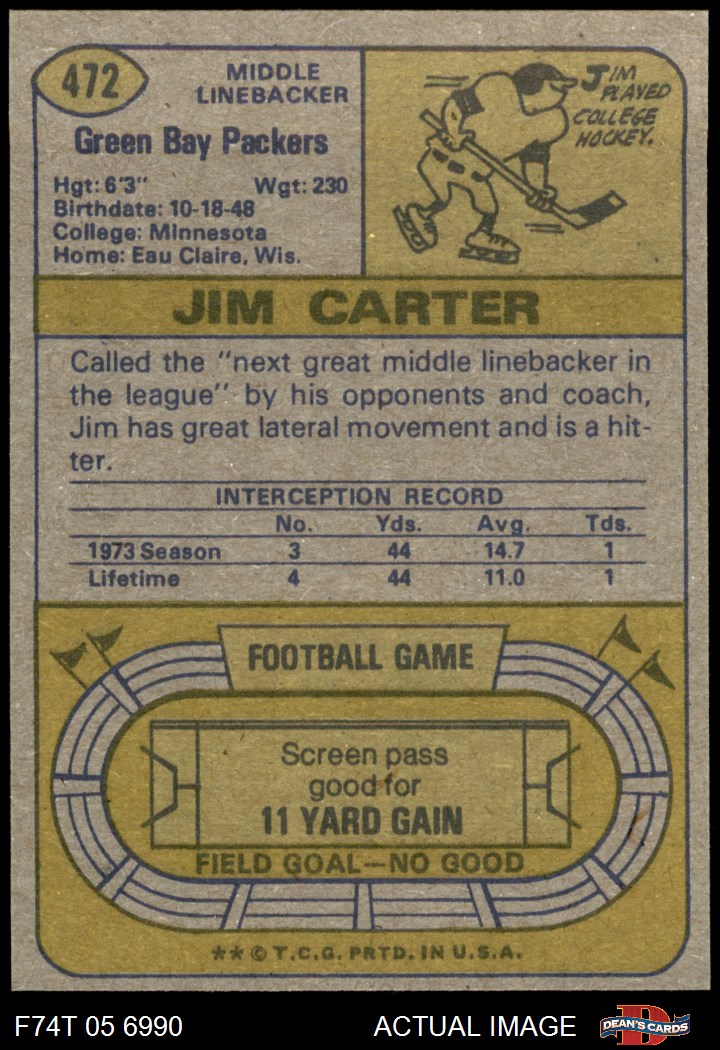 472
MIDDLE
LINEBACKER
Green Bay Packers
Hgt: 6'3" Wgt: 230
Birthdate: 10-18-48
College: Minnesota
Home: Eau Claire, Wis.
JIM
PLAYED
COLLEGE
HOCKEY.
JIM CARTER
Called the "next great middle linebacker in
the league" by his opponents and coach,
Jim has great lateral movement and is a hit-
ter.
INTERCEPTION RECORD
No. Yds. Avg. Tds.
1973 Season 3 44 14.7 1
Lifetime 4 44 11.0 1
FOOTBALL GAME
Screen pass
good for
11 YARD GAIN
FIELD GOAL—NO GOOD
** © T.C.G. PRTD. IN U.S.A.
F74T 05 6990 ACTUAL IMAGE
D
DEAN'S CARDS